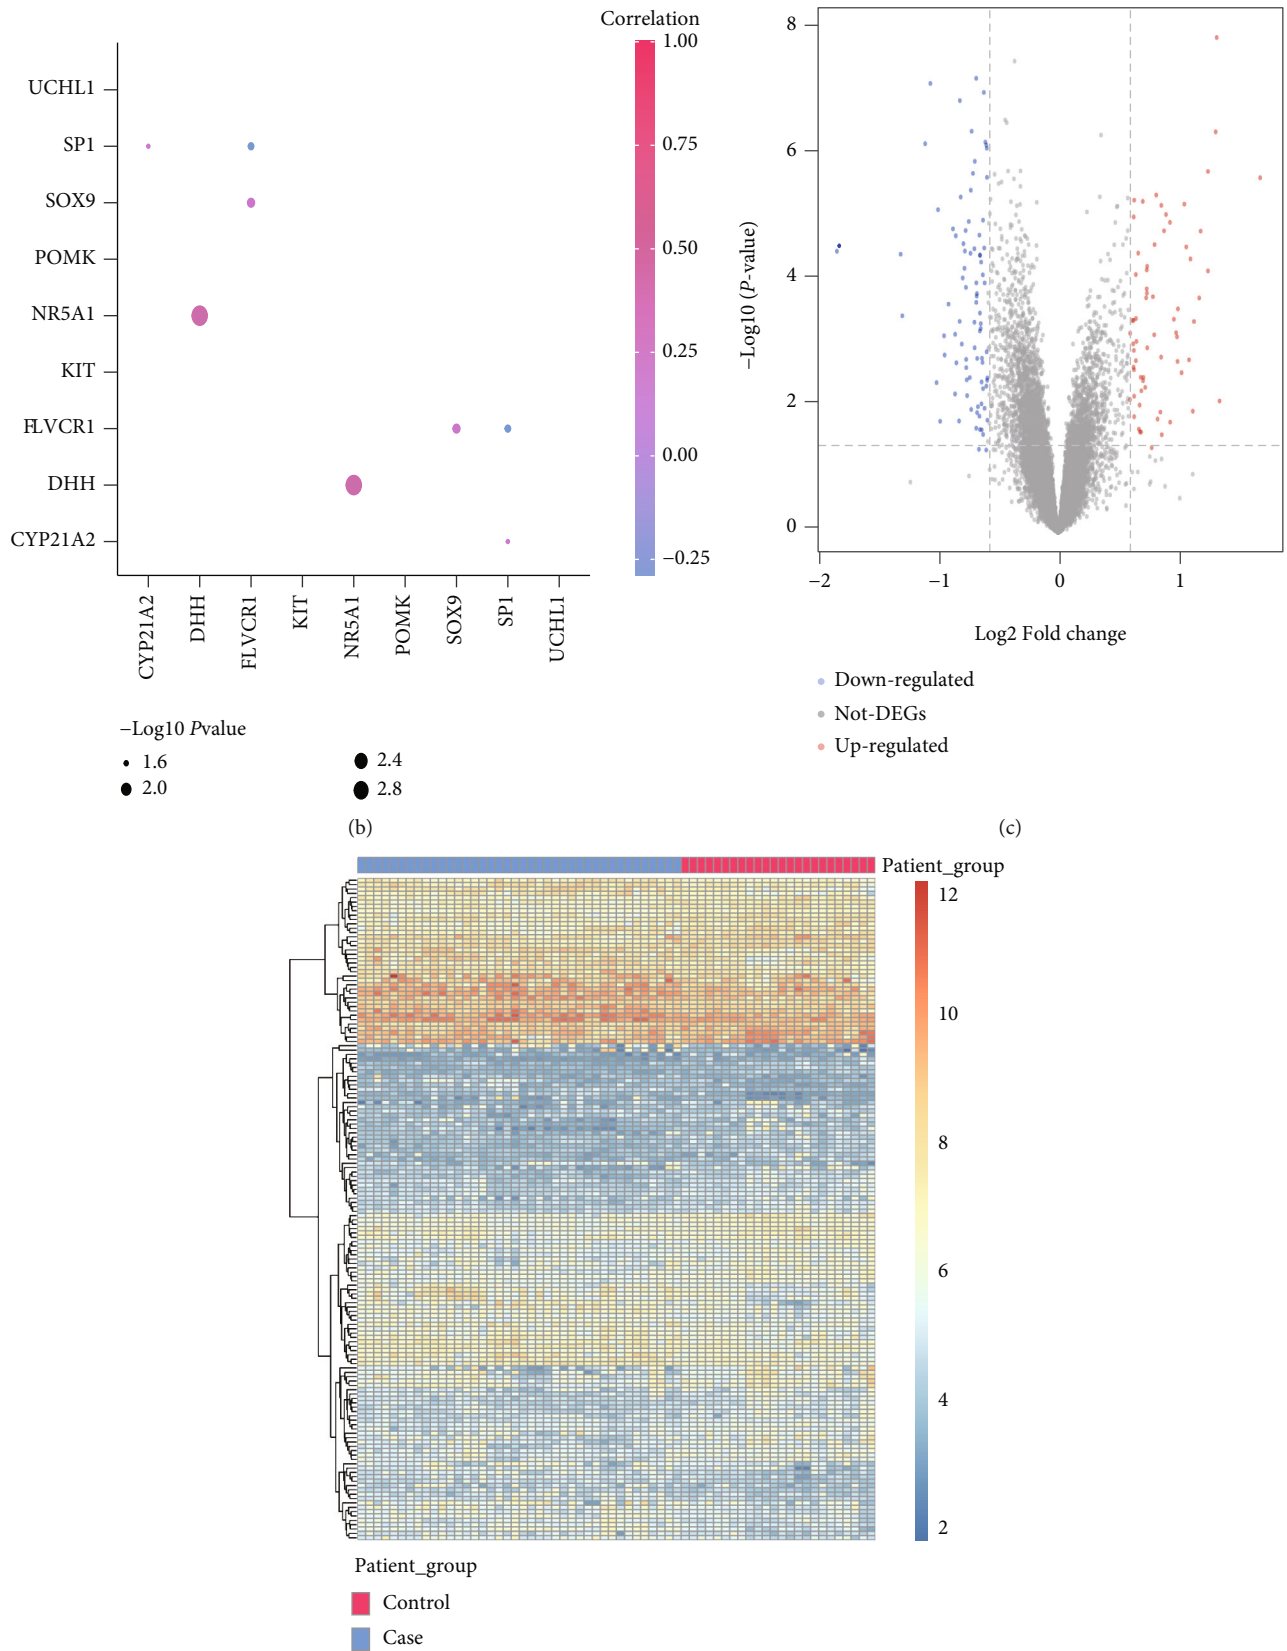 Correlation
1.00
0.75
0.50
0.25
0.00
−0.25
UCHL1
SP1
SOX9
POMK
NR5A1
KIT
FLVCR1
DHH
CYP21A2
CYP21A2
DHH
FLVCR1
KIT
NR5A1
POMK
SOX9
SP1
UCHL1
−Log10 Pvalue
1.6
2.0
2.4
2.8
(b)
8
6
4
2
0
−Log10 (P-value)
−2
−1
0
1
Log2 Fold change
Down-regulated
Not-DEGs
Up-regulated
(c)
Patient_group
12
10
8
6
4
2
Patient_group
Control
Case